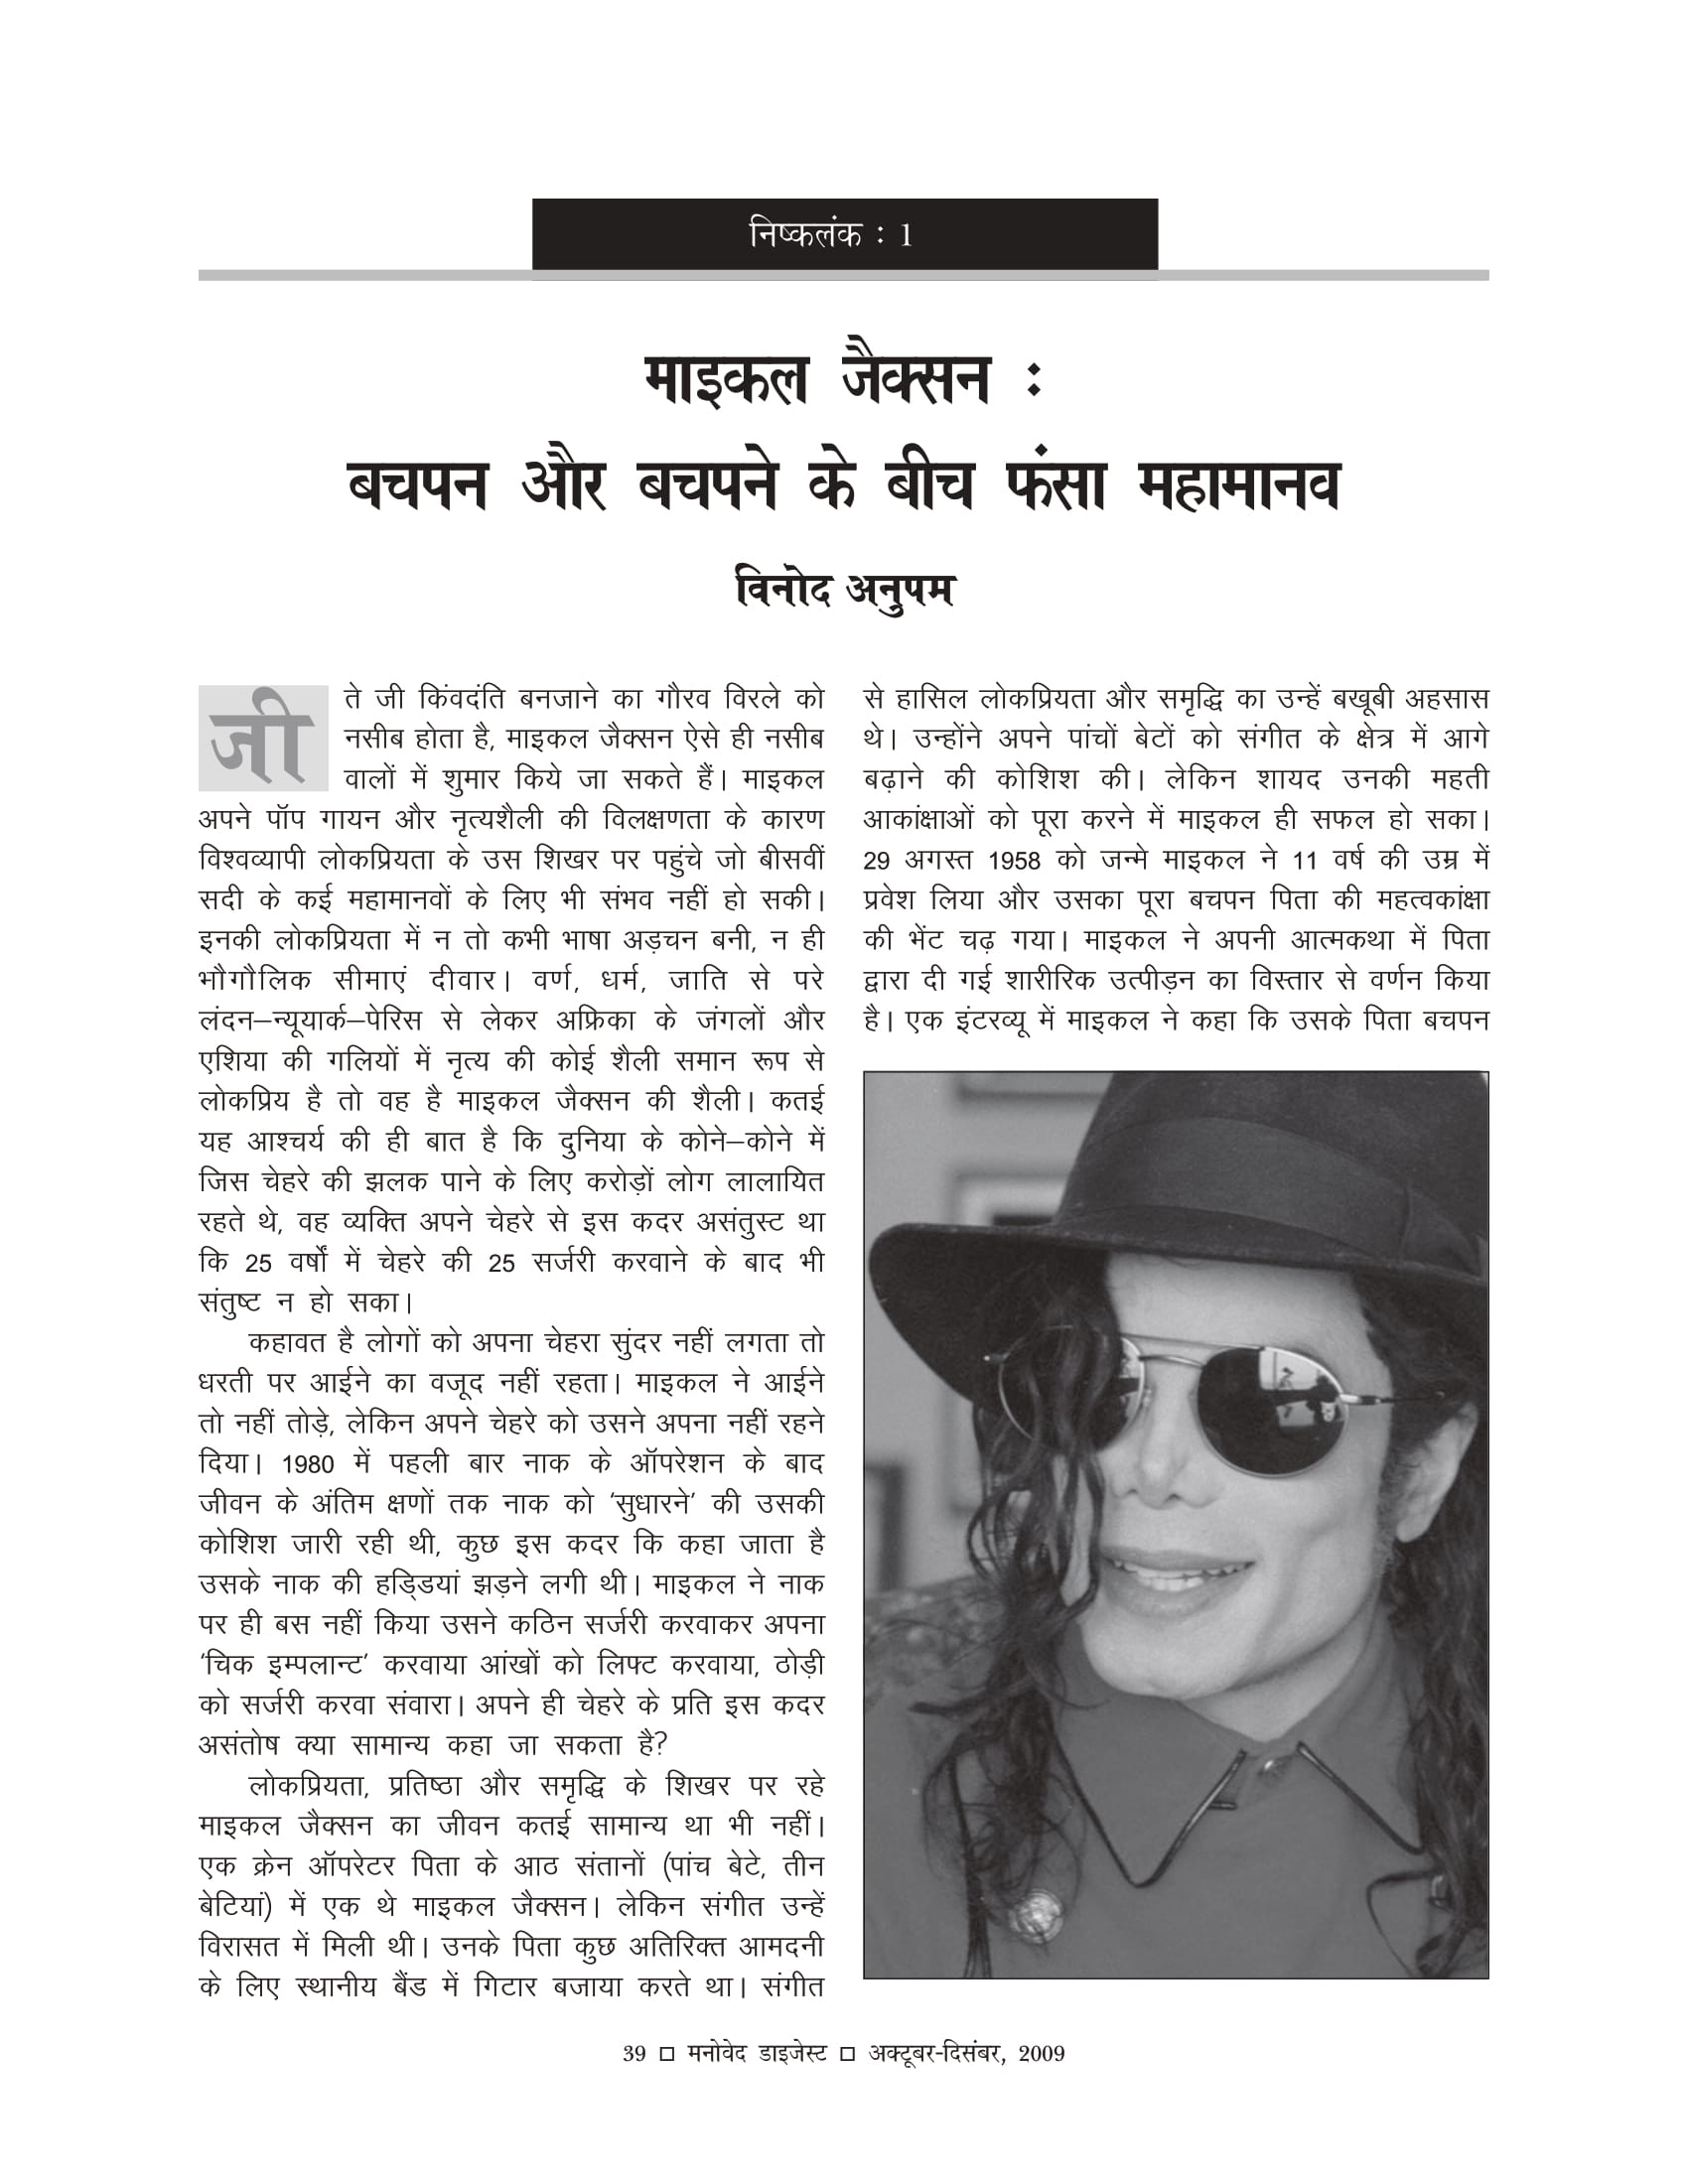 निष्कलंक : 1
माइकल जैक्सन :
बचपन और बचपने के बीच फंसा महामानव
विनोद अनुपम
जी
ते जी किंवदंति बनजाने का गौरव विरले को
नसीब होता है, माइकल जैक्सन ऐसे ही नसीब
वालों में शुमार किये जा सकते हैं। माइकल
अपने पॉप गायन और नृत्यशैली की विलक्षणता के कारण
विश्वव्यापी लोकप्रियता के उस शिखर पर पहुंचे जो बीसवीं
सदी के कई महामानवों के लिए भी संभव नहीं हो सकी।
इनकी लोकप्रियता में न तो कभी भाषा अड़चन बनी, न ही
भौगौलिक सीमाएं दीवार। वर्ण, धर्म, जाति से परे
लंदन–न्यूयार्क–पेरिस से लेकर अफ्रिका के जंगलों और
एशिया की गलियों में नृत्य की कोई शैली समान रूप से
लोकप्रिय है तो वह है माइकल जैक्सन की शैली। कतई
यह आश्चर्य की ही बात है कि दुनिया के कोने–कोने में
जिस चेहरे की झलक पाने के लिए करोड़ों लोग लालायित
रहते थे, वह व्यक्ति अपने चेहरे से इस कदर असंतुस्ट था
कि 25 वर्षों में चेहरे की 25 सर्जरी करवाने के बाद भी
संतुष्ट न हो सका।
कहावत है लोगों को अपना चेहरा सुंदर नहीं लगता तो
धरती पर आईने का वजूद नहीं रहता। माइकल ने आईने
तो नहीं तोड़े, लेकिन अपने चेहरे को उसने अपना नहीं रहने
दिया। 1980 में पहली बार नाक के ऑपरेशन के बाद
जीवन के अंतिम क्षणों तक नाक को ‘सुधारने’ की उसकी
कोशिश जारी रही थी, कुछ इस कदर कि कहा जाता है
उसके नाक की हडि्डयां झड़ने लगी थी। माइकल ने नाक
पर ही बस नहीं किया उसने कठिन सर्जरी करवाकर अपना
‘चिक इम्पलान्ट’ करवाया आंखों को लिफ्ट करवाया, ठोड़ी
को सर्जरी करवा संवारा। अपने ही चेहरे के प्रति इस कदर
असंतोष क्या सामान्य कहा जा सकता है?
लोकप्रियता, प्रतिष्ठा और समृद्धि के शिखर पर रहे
माइकल जैक्सन का जीवन कतई सामान्य था भी नहीं।
एक क्रेन ऑपरेटर पिता के आठ संतानों (पांच बेटे, तीन
बेटियां) में एक थे माइकल जैक्सन। लेकिन संगीत उन्हें
विरासत में मिली थी। उनके पिता कुछ अतिरिक्त आमदनी
के लिए स्थानीय बैंड में गिटार बजाया करते था। संगीत
से हासिल लोकप्रियता और समृद्धि का उन्हें बखूबी अहसास
थे। उन्होंने अपने पांचों बेटों को संगीत के क्षेत्र में आगे
बढ़ाने की कोशिश की। लेकिन शायद उनकी महती
आकांक्षाओं को पूरा करने में माइकल ही सफल हो सका।
29 अगस्त 1958 को जन्मे माइकल ने 11 वर्ष की उम्र में
प्रवेश लिया और उसका पूरा बचपन पिता की महत्वकांक्षा
की भेंट चढ़ गया। माइकल ने अपनी आत्मकथा में पिता
द्वारा दी गई शारीरिक उत्पीड़न का विस्तार से वर्णन किया
है। एक इंटरव्यू में माइकल ने कहा कि उसके पिता बचपन
39 □ मनोवेद डाइजेस्ट □ अक्टूबर-दिसंबर, 2009